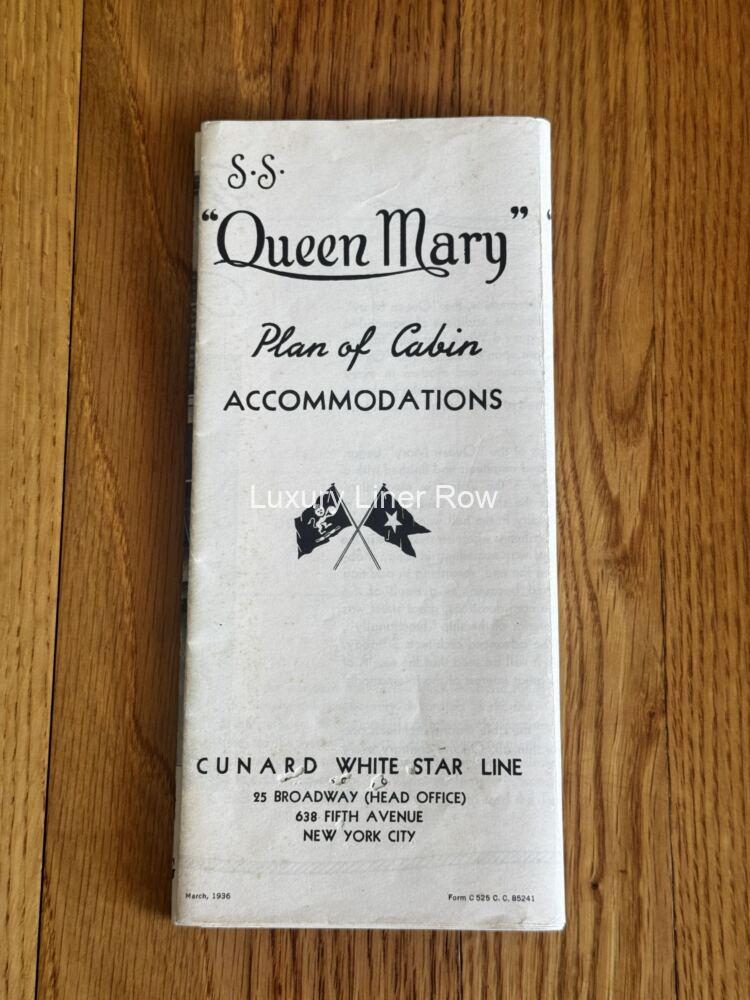 S·S·
"Queen Mary"
Plan of Cabin
ACCOMMODATIONS
Luxury Liner Row
CUNARD WHITE STAR LINE
25 BROADWAY (HEAD OFFICE)
638 FIFTH AVENUE
NEW YORK CITY
March, 1936
Form C 525 C. C. 85241